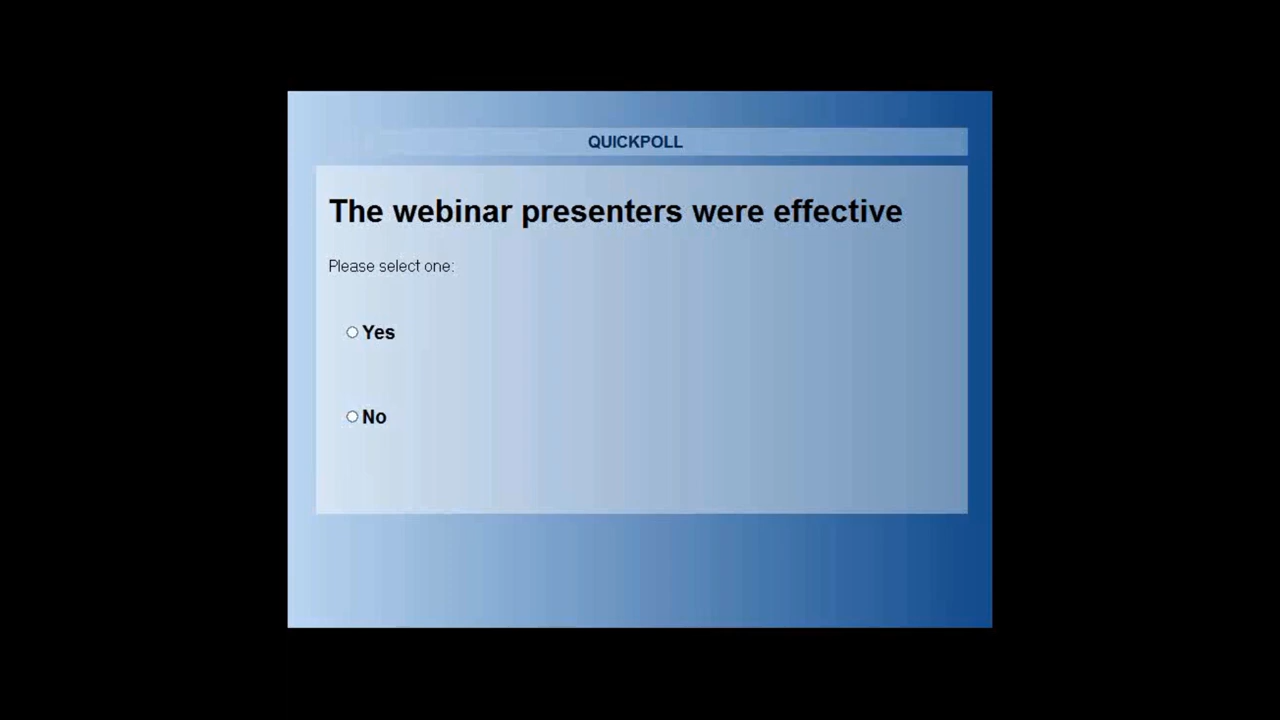 QUICKPOLL
The webinar presenters were effective
Please select one:
Yes
No